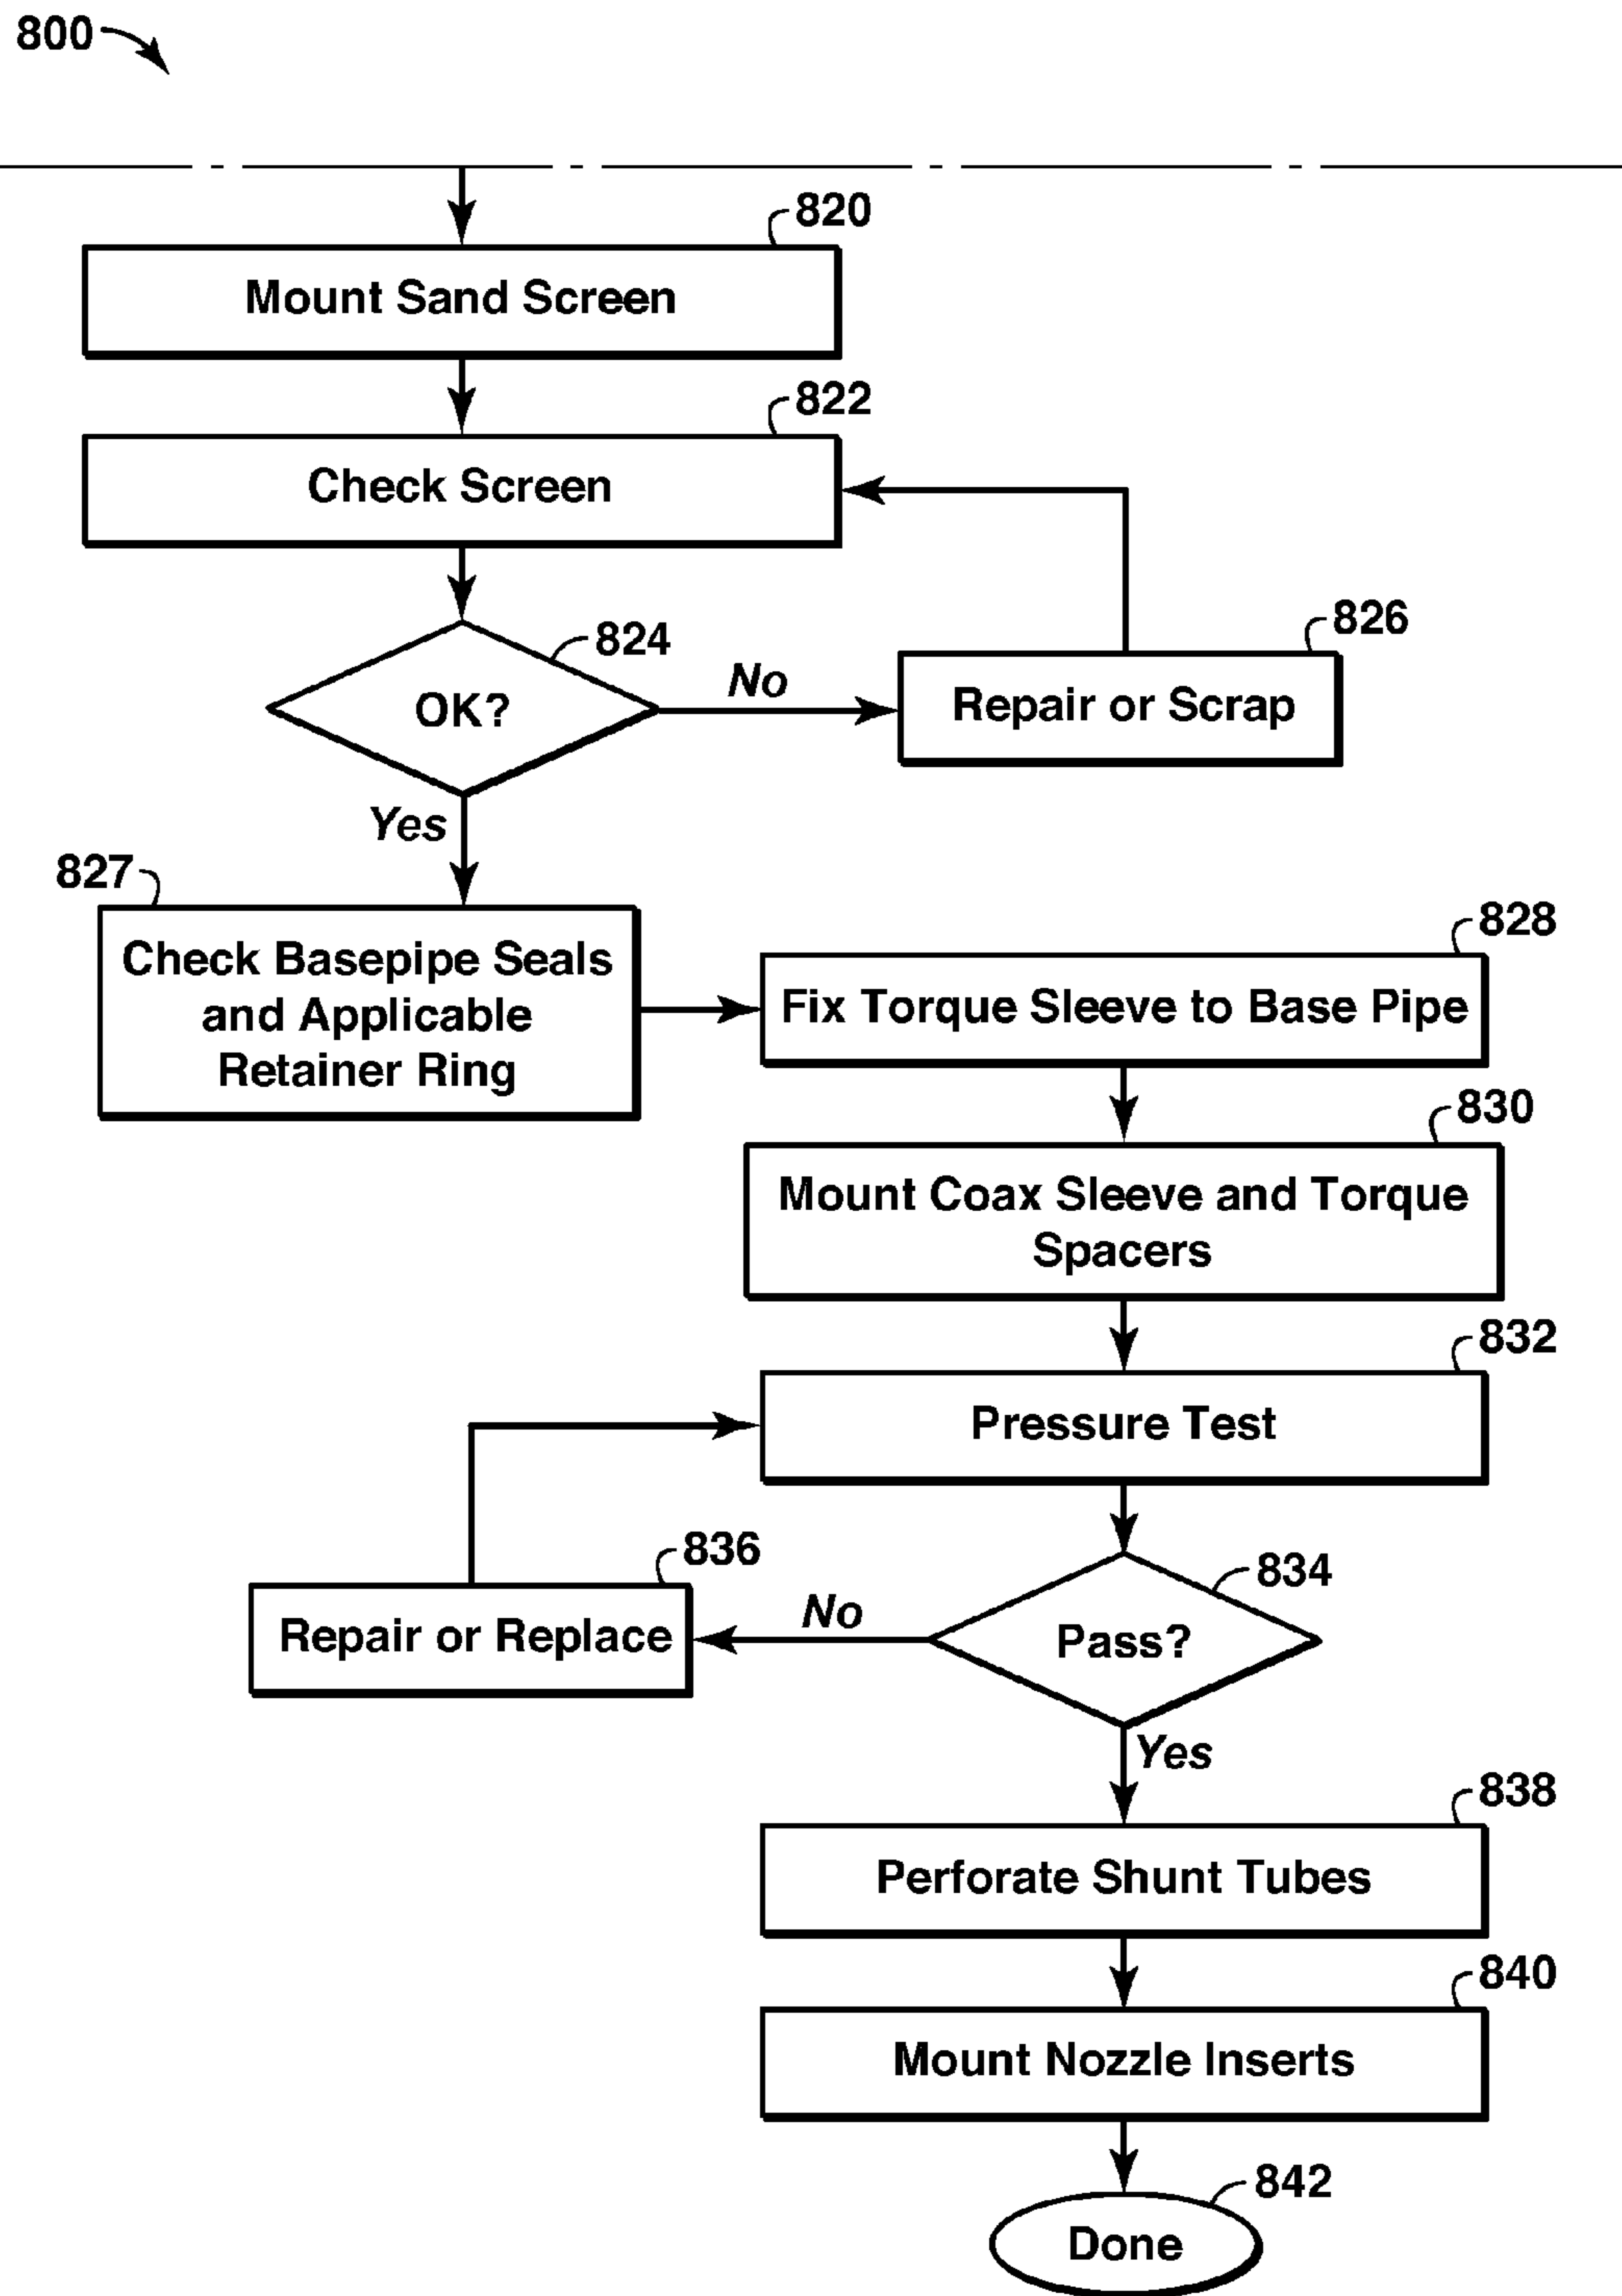 800
820
Mount Sand Screen
822
Check Screen
824
OK?
No
826
Repair or Scrap
Yes
827
Check Basepipe Seals
and Applicable
Retainer Ring
828
Fix Torque Sleeve to Base Pipe
830
Mount Coax Sleeve and Torque
Spacers
832
Pressure Test
834
Pass?
No
836
Repair or Replace
Yes
838
Perforate Shunt Tubes
840
Mount Nozzle Inserts
842
Done